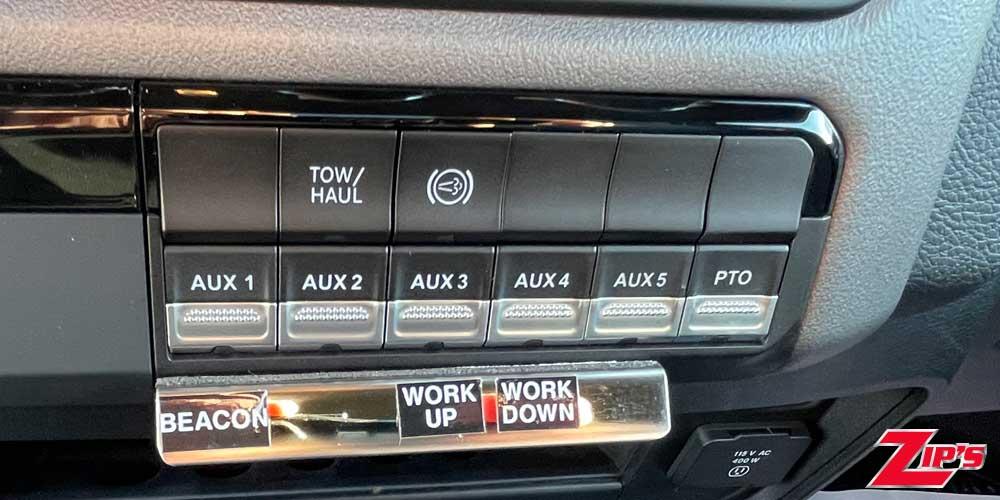 TOW/
HAUL
AUX 1 AUX 2 AUX 3 AUX 4 AUX 5 PTO
BEACON WORK UP WORK DOWN
115 V AC
400 W
Zip's